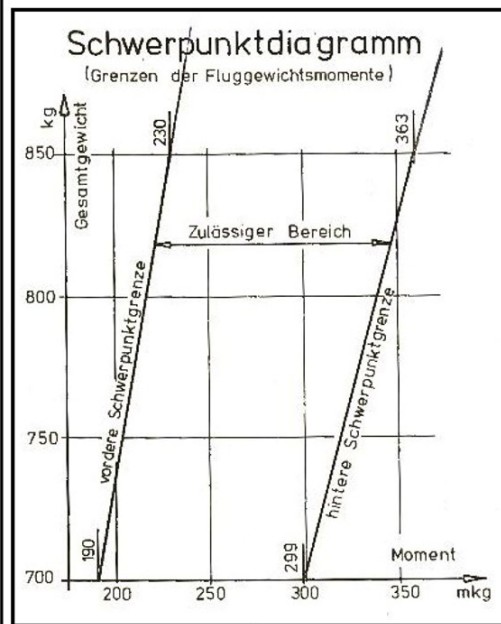 Schwerpunktdiagramm
(Grenzen der Fluggewichtsmomente)
kg
Gesamtgewicht
230
363
850
Zulässiger Bereich
800
vordere Schwerpunktgrenze
hintere Schwerpunktgrenze
750
190
299
Moment
700
200
250
300
350
mkg